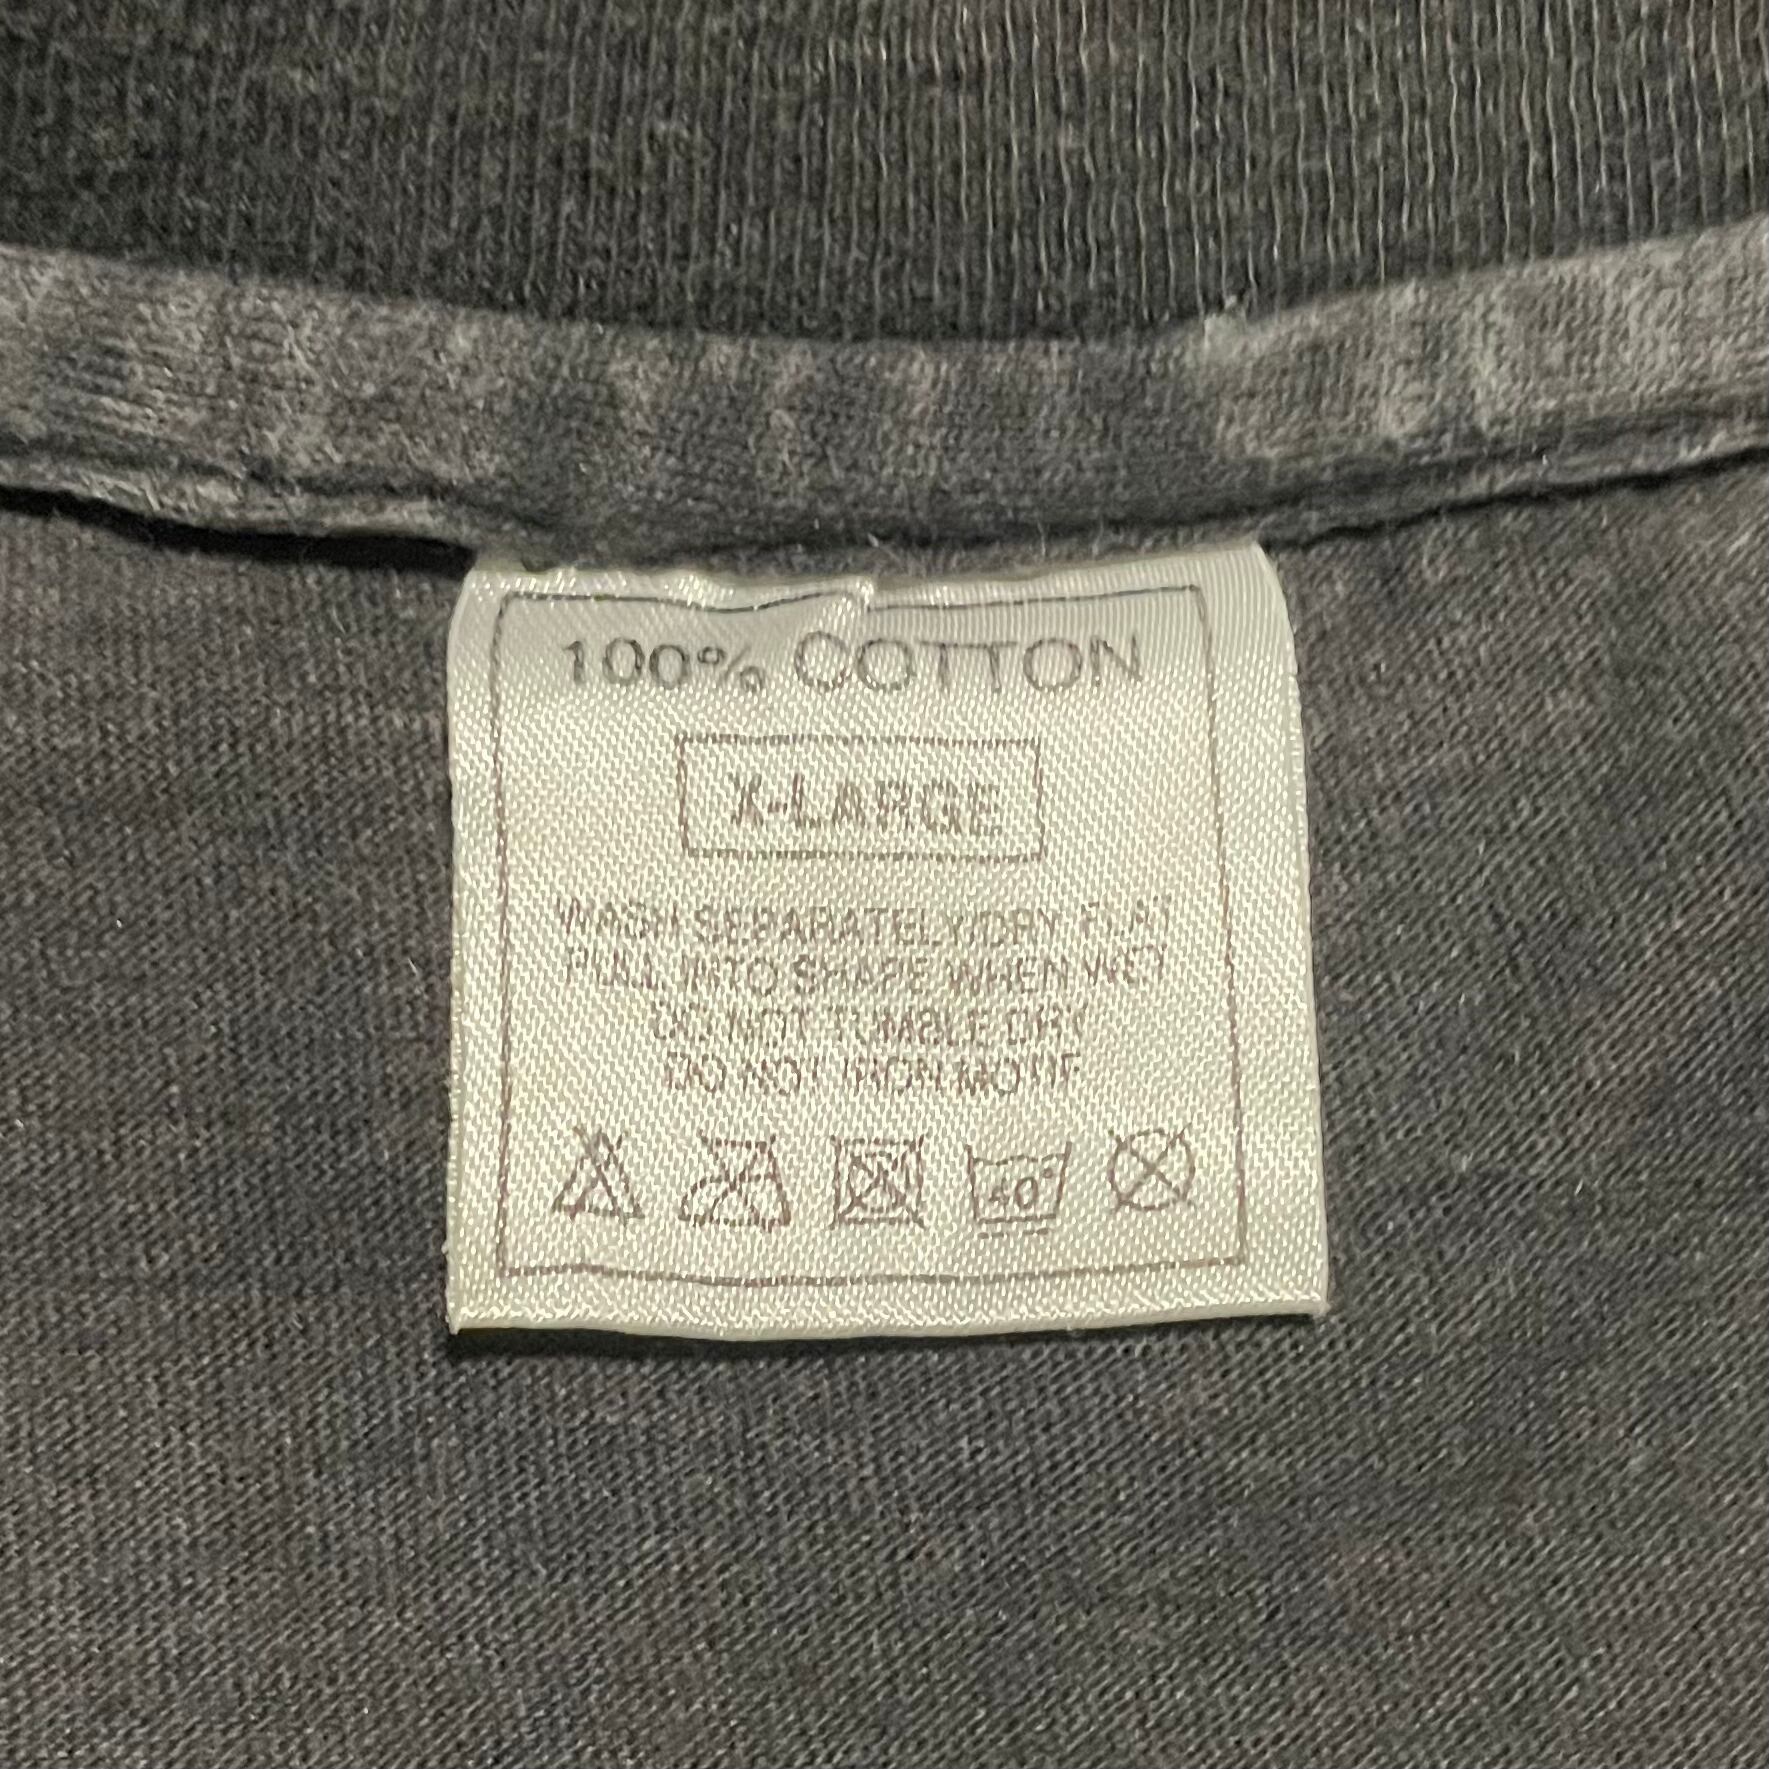 100% COTTON
X-LARGE
WASH SEPARATELY/DRY FLAT
PULL INTO SHAPE WHEN WET
DO NOT TUMBLE DRY
DO NOT IRON MOTIF
40°